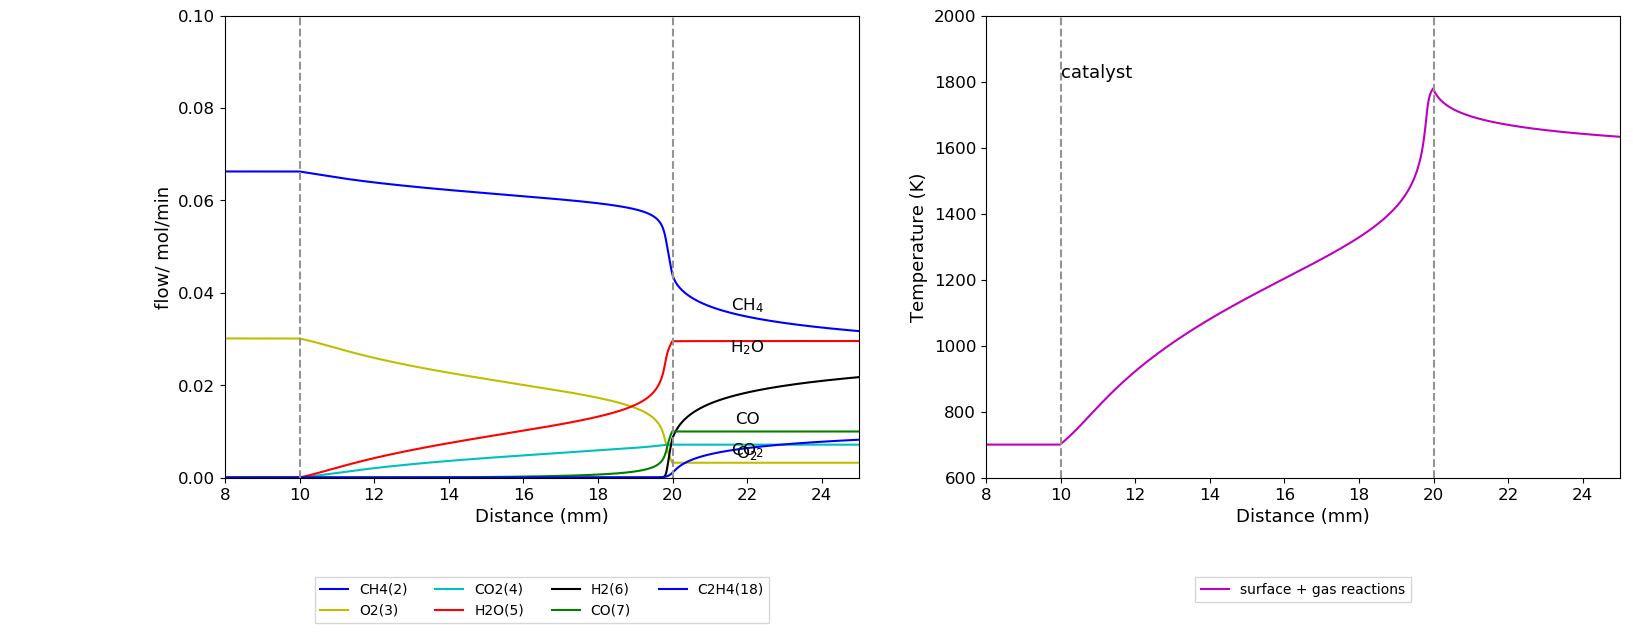 0.10
0.08
0.06
0.04
0.02
0.00
flow/ mol/min
CH₄
H₂O
CO
CO₂
O₂
8 10 12 14 16 18 20 22 24
Distance (mm)
CH4(2) CO2(4) H2(6) C2H4(18)
O2(3) H2O(5) CO(7)
2000
1800
1600
1400
1200
1000
800
600
Temperature (K)
catalyst
8 10 12 14 16 18 20 22 24
Distance (mm)
surface + gas reactions